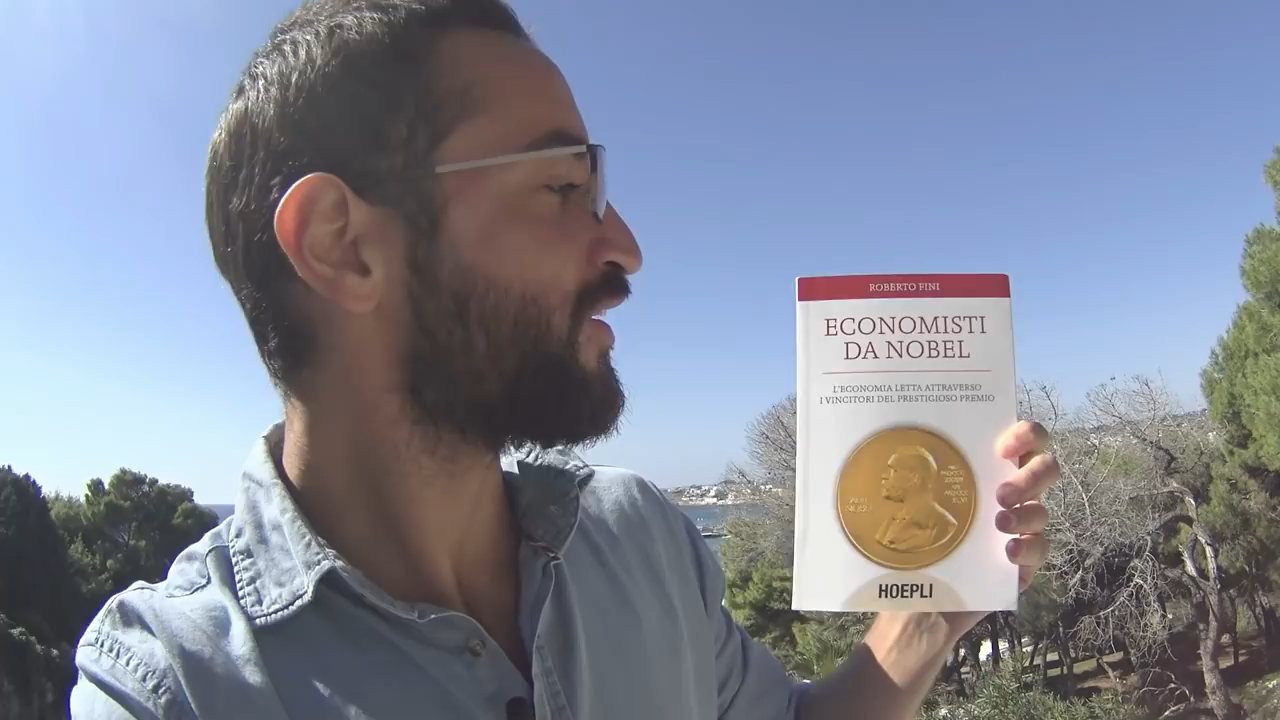 ROBERTO FINI
ECONOMISTI
DA NOBEL
L'ECONOMIA LETTA ATTRAVERSO
I VINCITORI DEL PRESTIGIOSO PREMIO
HOEPLI